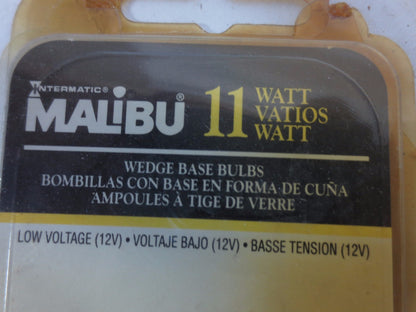 INTERMATIC®
MALIBU®
11 WATT
VATIOS
WATT
WEDGE BASE BULBS
BOMBILLAS CON BASE EN FORMA DE CUÑA
AMPOULES À TIGE DE VERRE
LOW VOLTAGE (12V) • VOLTAJE BAJO (12V) • BASSE TENSION (12V)